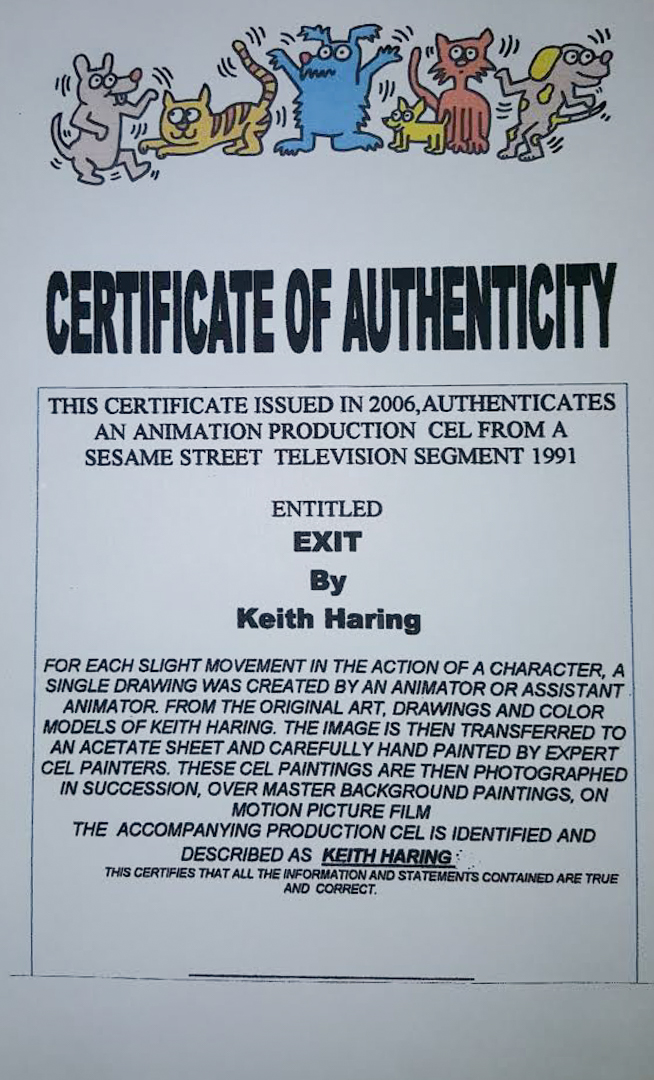 CERTIFICATE OF AUTHENTICITY
THIS CERTIFICATE ISSUED IN 2006,AUTHENTICATES
AN ANIMATION PRODUCTION CEL FROM A
SESAME STREET TELEVISION SEGMENT 1991
ENTITLED
EXIT
By
Keith Haring
FOR EACH SLIGHT MOVEMENT IN THE ACTION OF A CHARACTER, A
SINGLE DRAWING WAS CREATED BY AN ANIMATOR OR ASSISTANT
ANIMATOR. FROM THE ORIGINAL ART, DRAWINGS AND COLOR
MODELS OF KEITH HARING. THE IMAGE IS THEN TRANSFERRED TO
AN ACETATE SHEET AND CAREFULLY HAND PAINTED BY EXPERT
CEL PAINTERS. THESE CEL PAINTINGS ARE THEN PHOTOGRAPHED
IN SUCCESSION, OVER MASTER BACKGROUND PAINTINGS, ON
MOTION PICTURE FILM
THE ACCOMPANYING PRODUCTION CEL IS IDENTIFIED AND
DESCRIBED AS KEITH HARING
THIS CERTIFIES THAT ALL THE INFORMATION AND STATEMENTS CONTAINED ARE TRUE
AND CORRECT.